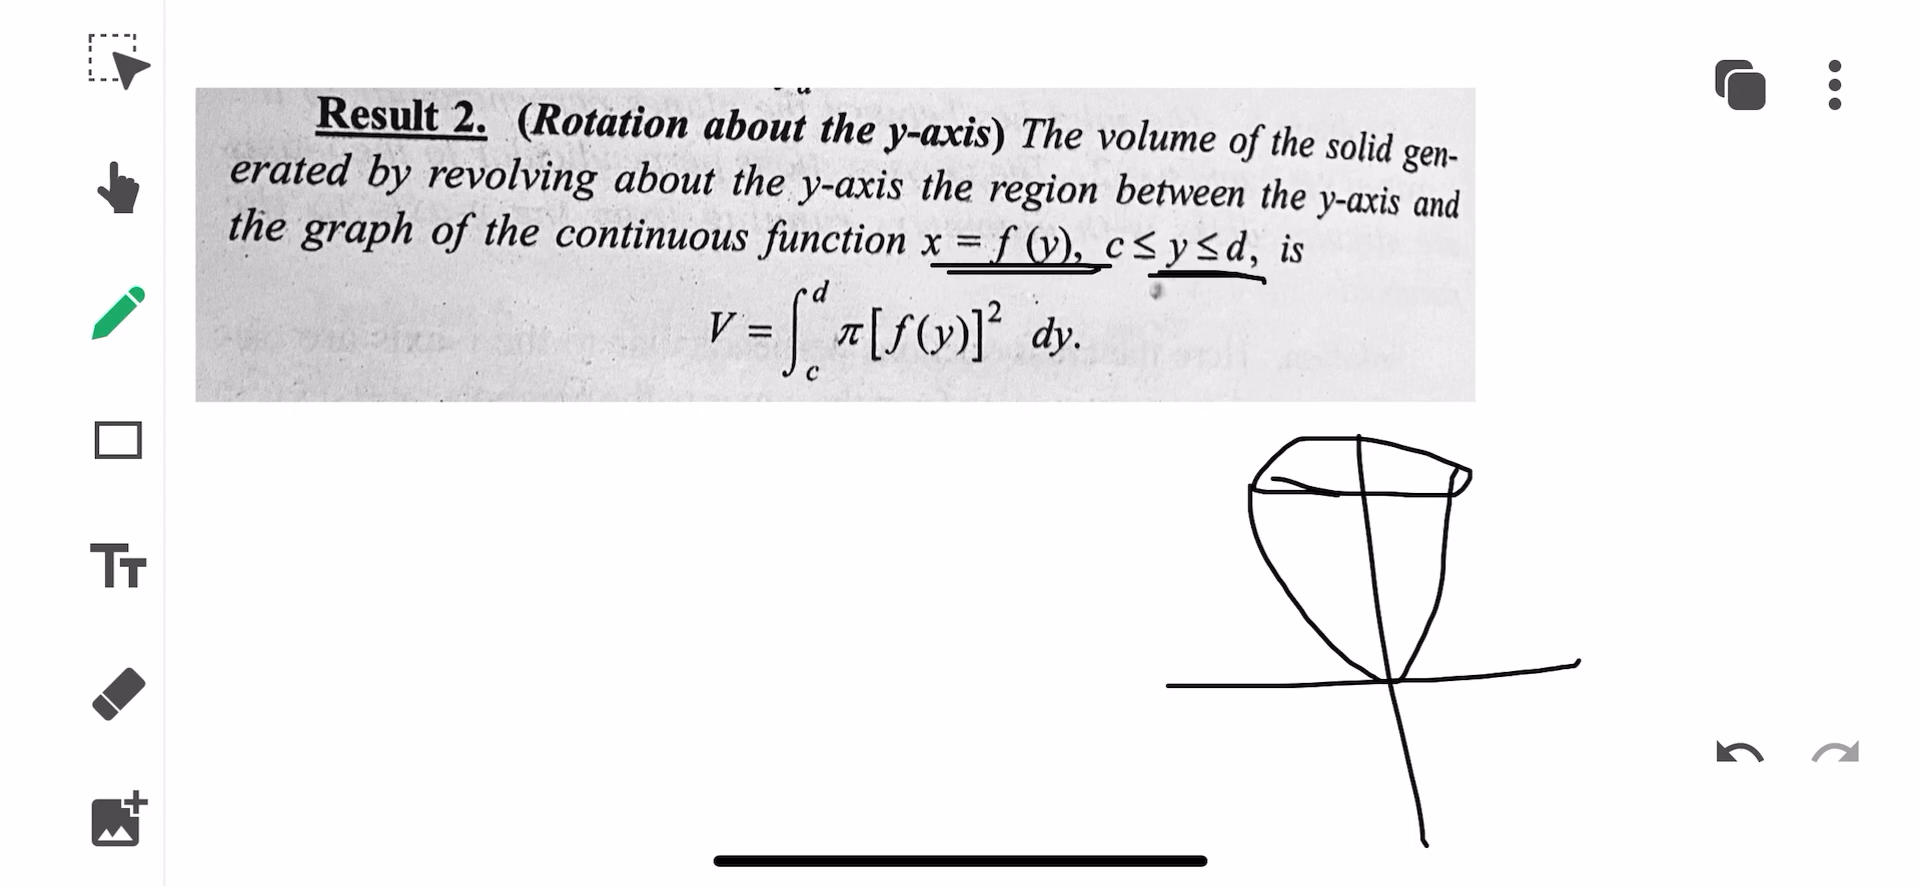 Result 2. (Rotation about the y-axis) The volume of the solid gen-
erated by revolving about the y-axis the region between the y-axis and
the graph of the continuous function x = f (y), c ≤ y ≤ d, is
V = ∫_c^d π [f(y)]² dy.
TT